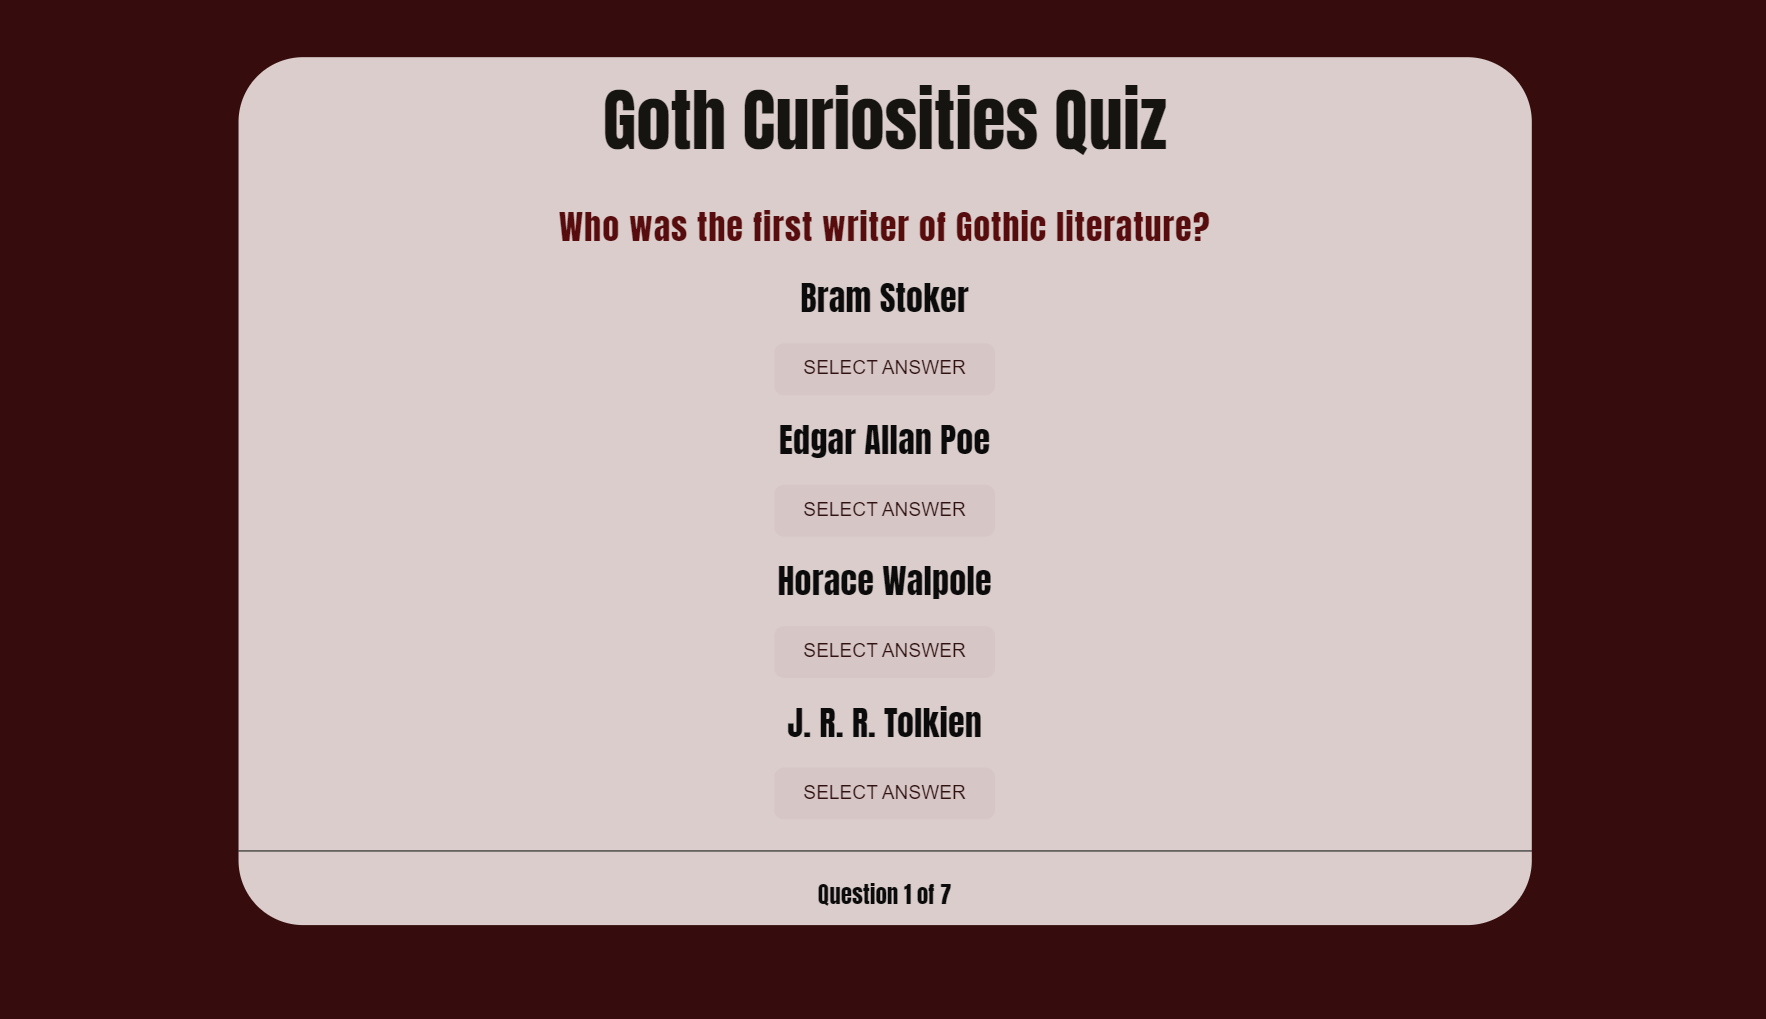 Goth Curiosities Quiz
Who was the first writer of Gothic literature?
Bram Stoker
SELECT ANSWER
Edgar Allan Poe
SELECT ANSWER
Horace Walpole
SELECT ANSWER
J. R. R. Tolkien
SELECT ANSWER
Question 1 of 7